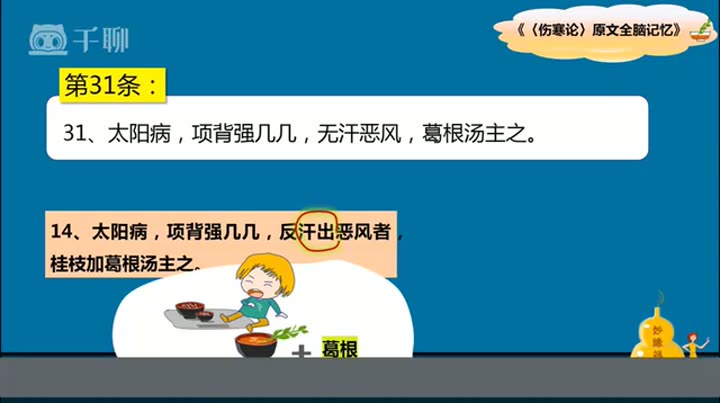 千聊
《〈伤寒论〉原文全脑记忆》
第31条：
31、太阳病，项背强几几，无汗恶风，葛根汤主之。
14、太阳病，项背强几几，反汗出恶风者，
桂枝加葛根汤主之。
+ 葛根
妙缘